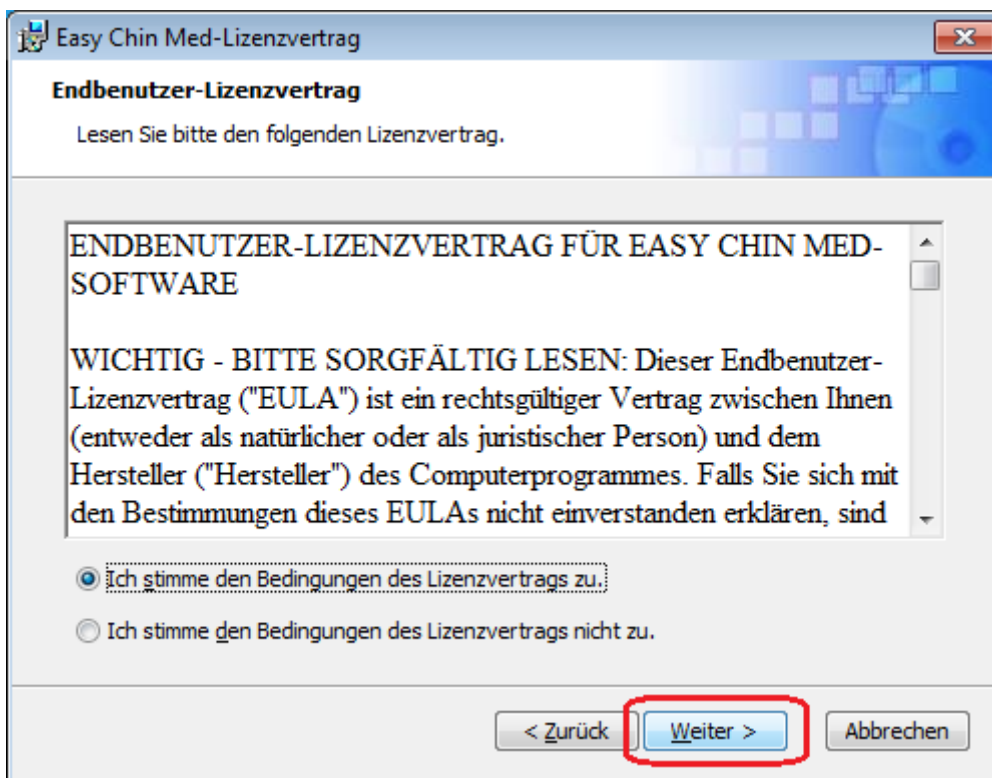 Easy Chin Med-Lizenzvertrag
Endbenutzer-Lizenzvertrag
Lesen Sie bitte den folgenden Lizenzvertrag.
ENDBENUTZER-LIZENZVERTRAG FÜR EASY CHIN MED-
SOFTWARE
WICHTIG - BITTE SORGFÄLTIG LESEN: Dieser Endbenutzer-
Lizenzvertrag ("EULA") ist ein rechtsgültiger Vertrag zwischen Ihnen
(entweder als natürlicher oder als juristischer Person) und dem
Hersteller ("Hersteller") des Computerprogrammes. Falls Sie sich mit
den Bestimmungen dieses EULAs nicht einverstanden erklären, sind
Ich stimme den Bedingungen des Lizenzvertrags zu.
Ich stimme den Bedingungen des Lizenzvertrags nicht zu.
< Zurück Weiter > Abbrechen